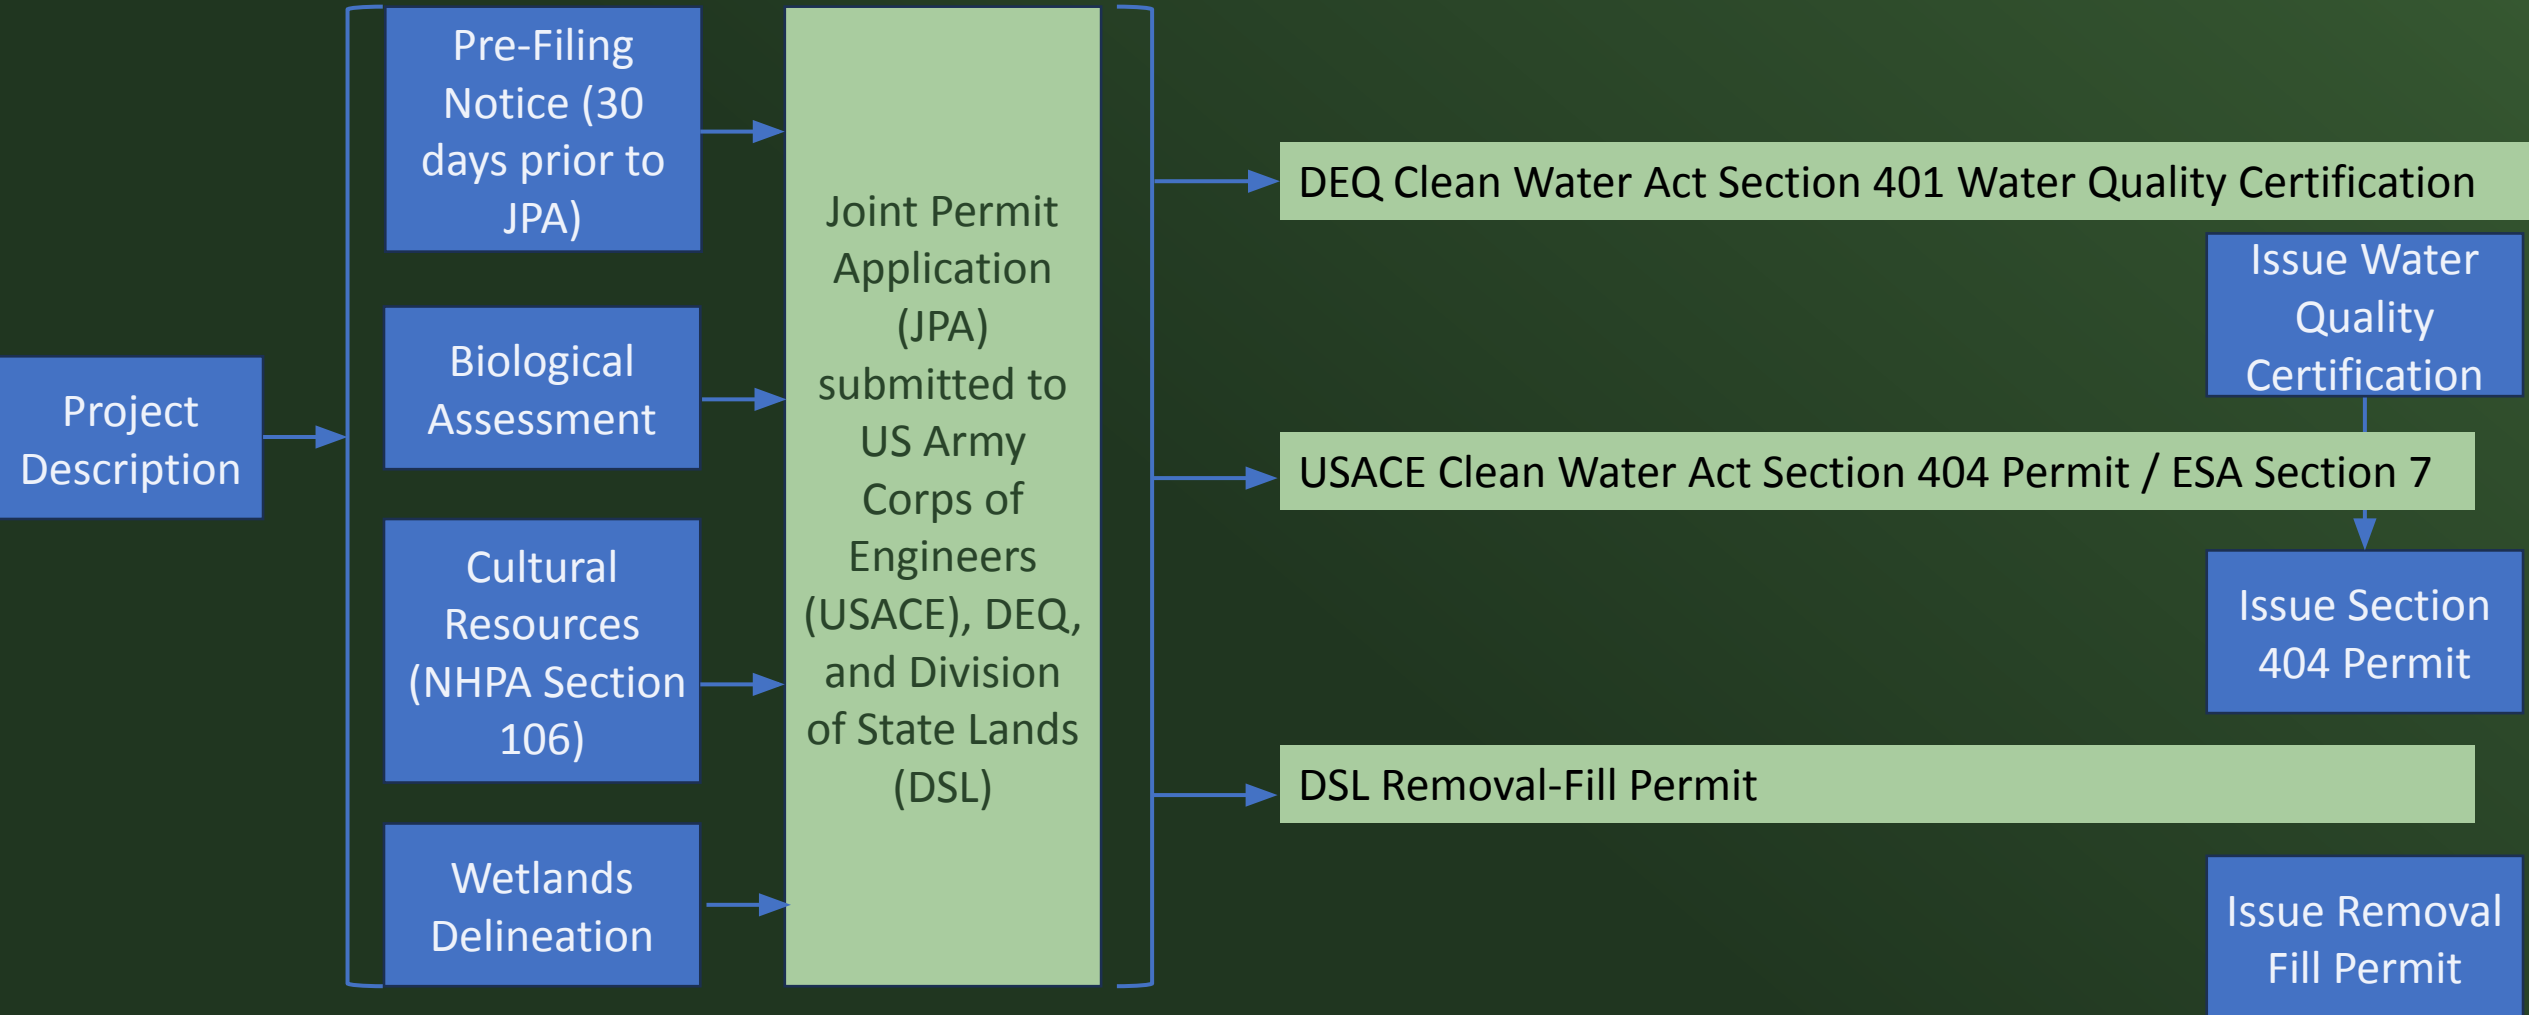 Project
Description
Pre-Filing
Notice (30
days prior to
JPA)
Biological
Assessment
Cultural
Resources
(NHPA Section
106)
Wetlands
Delineation
Joint Permit
Application
(JPA)
submitted to
US Army
Corps of
Engineers
(USACE), DEQ,
and Division
of State Lands
(DSL)
DEQ Clean Water Act Section 401 Water Quality Certification
Issue Water
Quality
Certification
USACE Clean Water Act Section 404 Permit / ESA Section 7
Issue Section
404 Permit
DSL Removal-Fill Permit
Issue Removal
Fill Permit